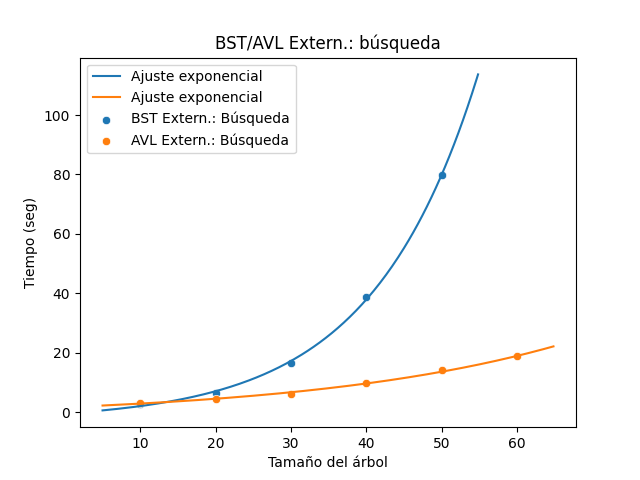 BST/AVL Extern.: búsqueda
Ajuste exponencial
Ajuste exponencial
BST Extern.: Búsqueda
AVL Extern.: Búsqueda
Tiempo (seg)
100
80
60
40
20
0
10 20 30 40 50 60
Tamaño del árbol